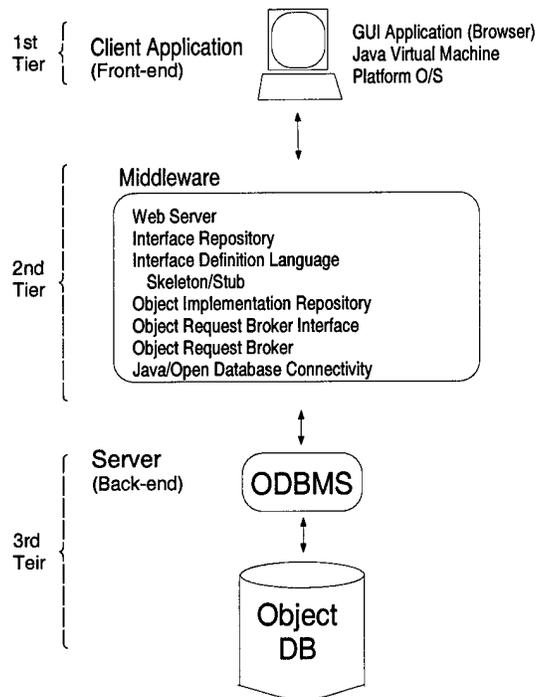 1st
Tier
Client Application
(Front-end)
GUI Application (Browser)
Java Virtual Machine
Platform O/S
2nd
Tier
Middleware
Web Server
Interface Repository
Interface Definition Language
Skeleton/Stub
Object Implementation Repository
Object Request Broker Interface
Object Request Broker
Java/Open Database Connectivity
3rd
Teir
Server
(Back-end)
ODBMS
Object
DB